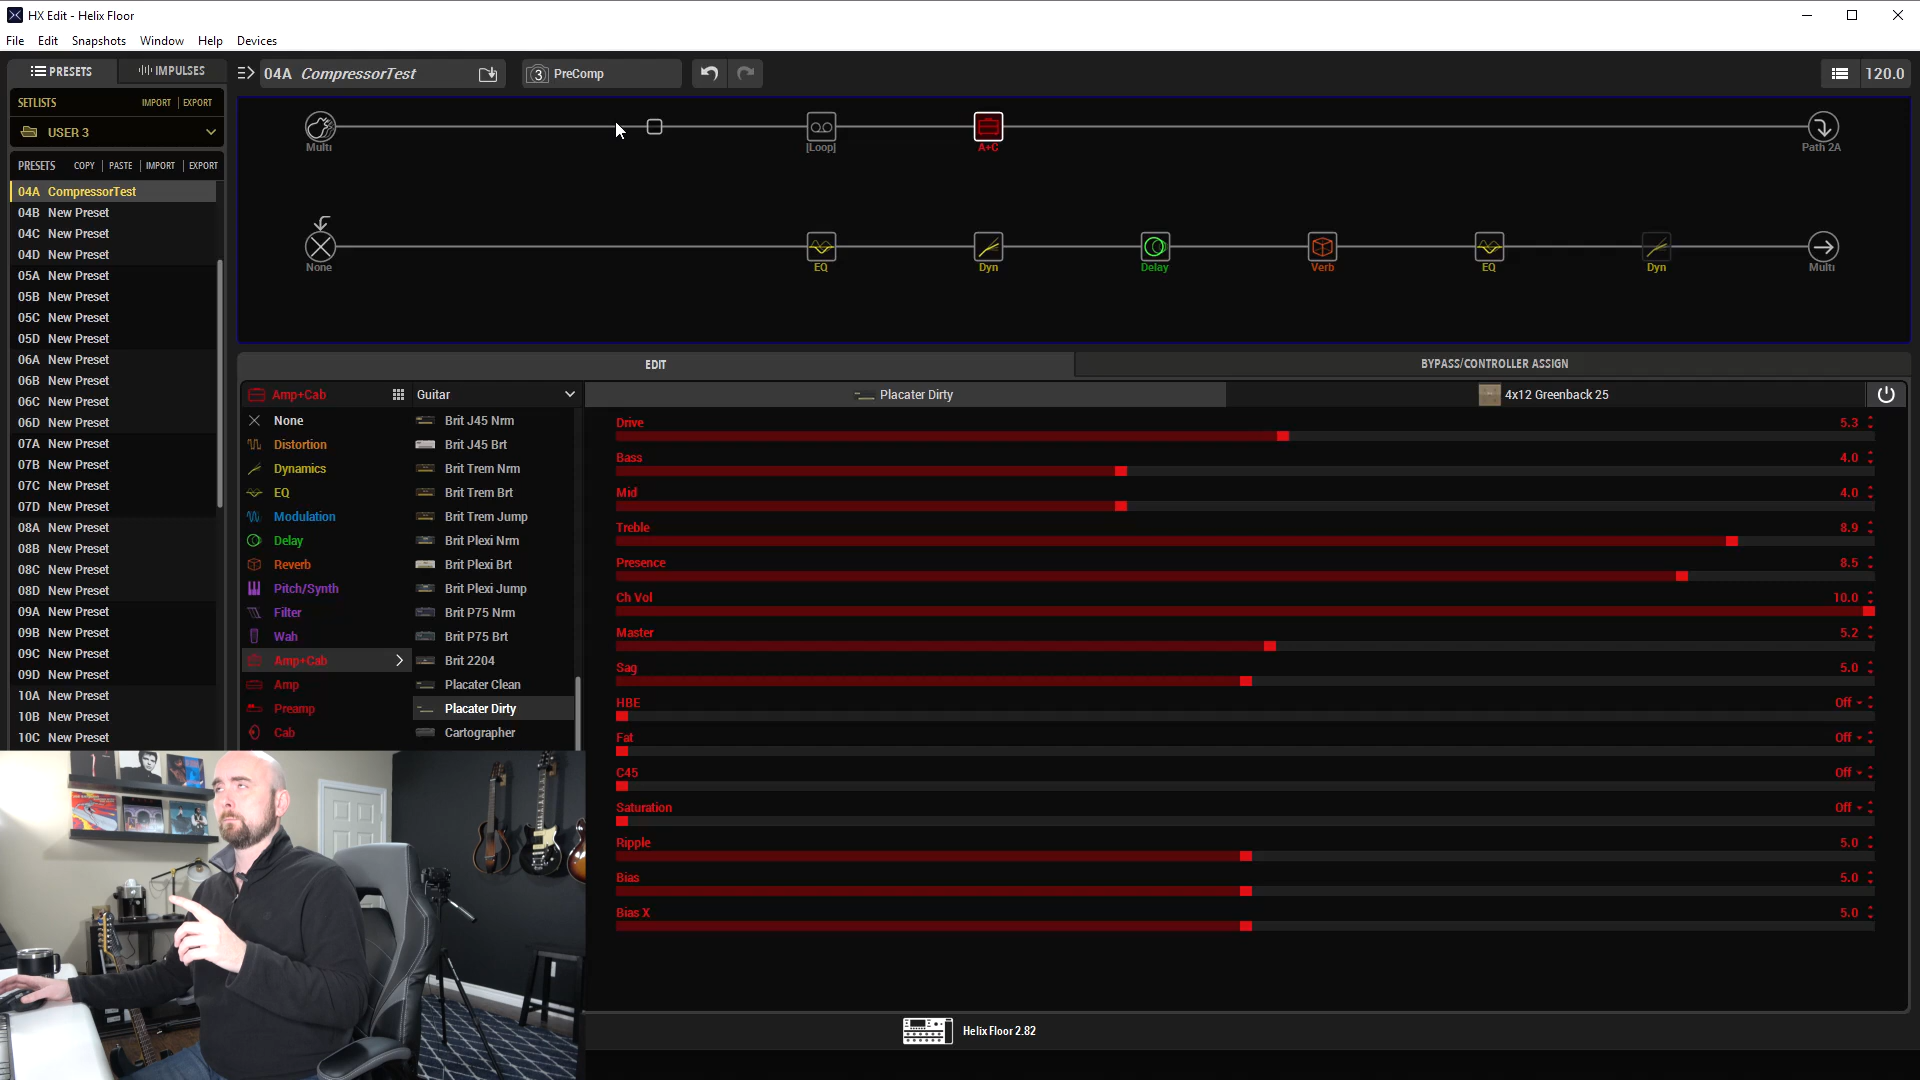 HX Edit - Helix Floor
File Edit Snapshots Window Help Devices
PRESETS IMPULSES
04A CompressorTest
3 PreComp
120.0
SETLISTS IMPORT EXPORT
USER 3
PRESETS COPY PASTE IMPORT EXPORT
04A CompressorTest
04B New Preset
04C New Preset
04D New Preset
05A New Preset
05B New Preset
05C New Preset
05D New Preset
06A New Preset
06B New Preset
06C New Preset
06D New Preset
07A New Preset
07B New Preset
07C New Preset
07D New Preset
08A New Preset
08B New Preset
08C New Preset
08D New Preset
09A New Preset
09B New Preset
09C New Preset
09D New Preset
10A New Preset
10B New Preset
10C New Preset
Multi [Loop] A+C Path 2A
None EQ Dyn Delay Verb EQ Dyn Multi
EDIT BYPASS/CONTROLLER ASSIGN
Amp+Cab Guitar
Placater Dirty 4x12 Greenback 25
None
Distortion
Dynamics
EQ
Modulation
Delay
Reverb
Pitch/Synth
Filter
Wah
Amp+Cab
Amp
Preamp
Cab
Brit J45 Nrm
Brit J45 Brt
Brit Trem Nrm
Brit Trem Brt
Brit Trem Jump
Brit Plexi Nrm
Brit Plexi Brt
Brit Plexi Jump
Brit P75 Nrm
Brit P75 Brt
Brit 2204
Placater Clean
Placater Dirty
Cartographer
Drive 5.3
Bass 4.0
Mid 4.0
Treble 8.9
Presence 8.5
Ch Vol 10.0
Master 5.2
Sag 5.0
HBE Off
Fat Off
C45 Off
Saturation Off
Ripple 5.0
Bias 5.0
Bias X 5.0
Helix Floor 2.82